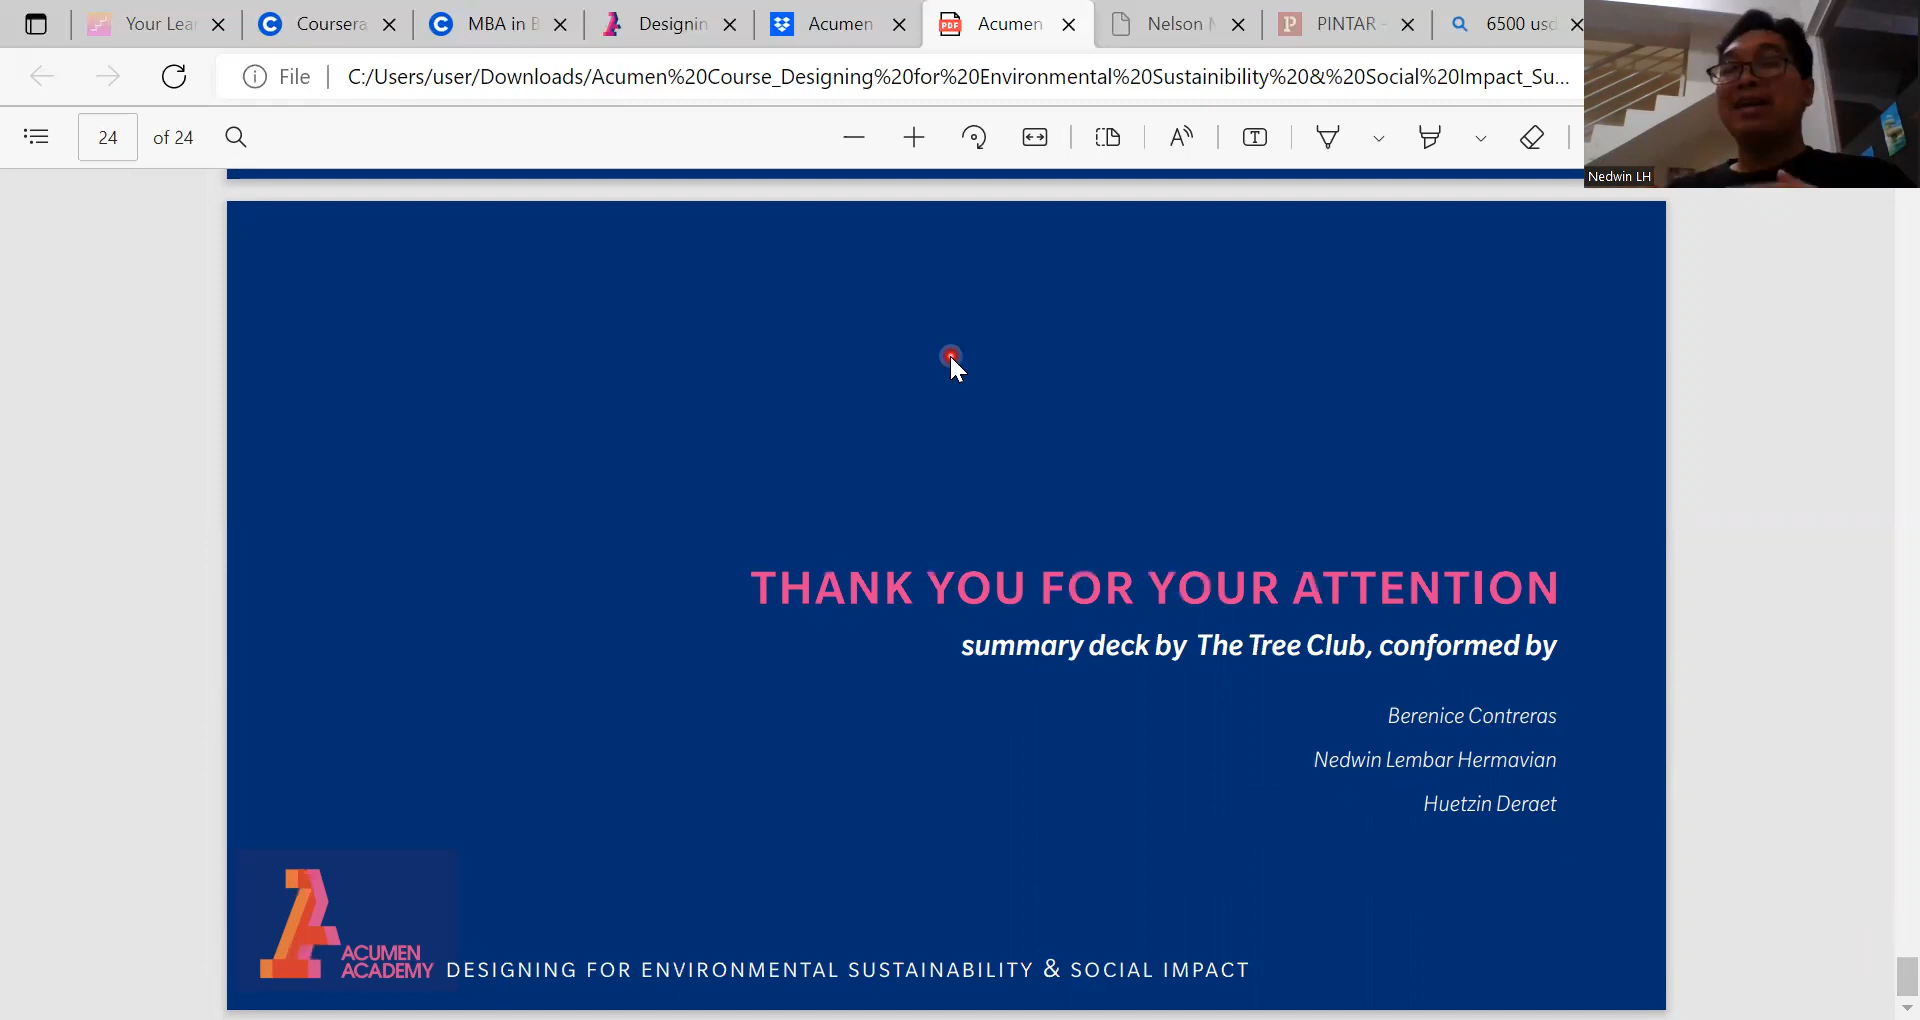 Your Lea
Coursera
MBA in B
Designin
Acumen
Acumen
Nelson M
PINTAR -
6500 usd
File
C:/Users/user/Downloads/Acumen%20Course_Designing%20for%20Environmental%20Sustainibility%20&%20Social%20Impact_Su...
24
of 24
Nedwin LH
THANK YOU FOR YOUR ATTENTION
summary deck by The Tree Club, conformed by
Berenice Contreras
Nedwin Lembar Hermavian
Huetzin Deraet
ACUMEN
ACADEMY
DESIGNING FOR ENVIRONMENTAL SUSTAINABILITY & SOCIAL IMPACT